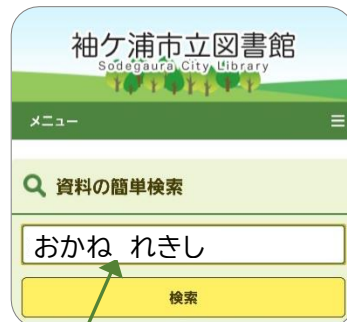 袖ケ浦市立図書館
Sodegaura City Library
メニュー
資料の簡単検索
おかね れきし
検索